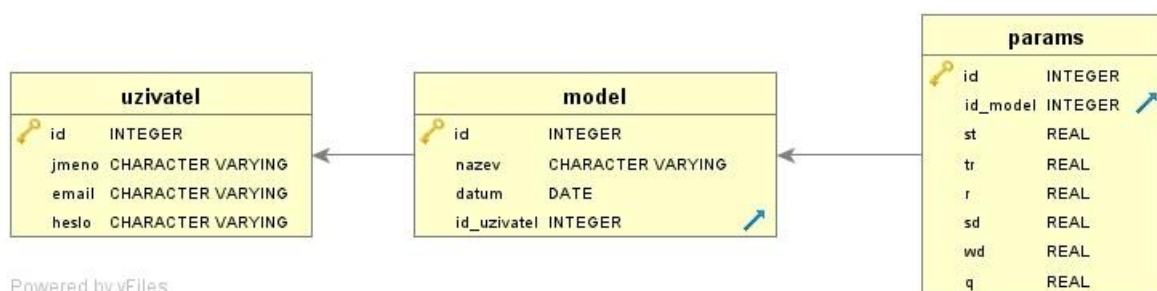 uzivatel
id INTEGER
jmeno CHARACTER VARYING
email CHARACTER VARYING
heslo CHARACTER VARYING
model
id INTEGER
nazev CHARACTER VARYING
datum DATE
id_uzivatel INTEGER
params
id INTEGER
id_model INTEGER
st REAL
tr REAL
r REAL
sd REAL
wd REAL
q REAL
Powered by yFiles